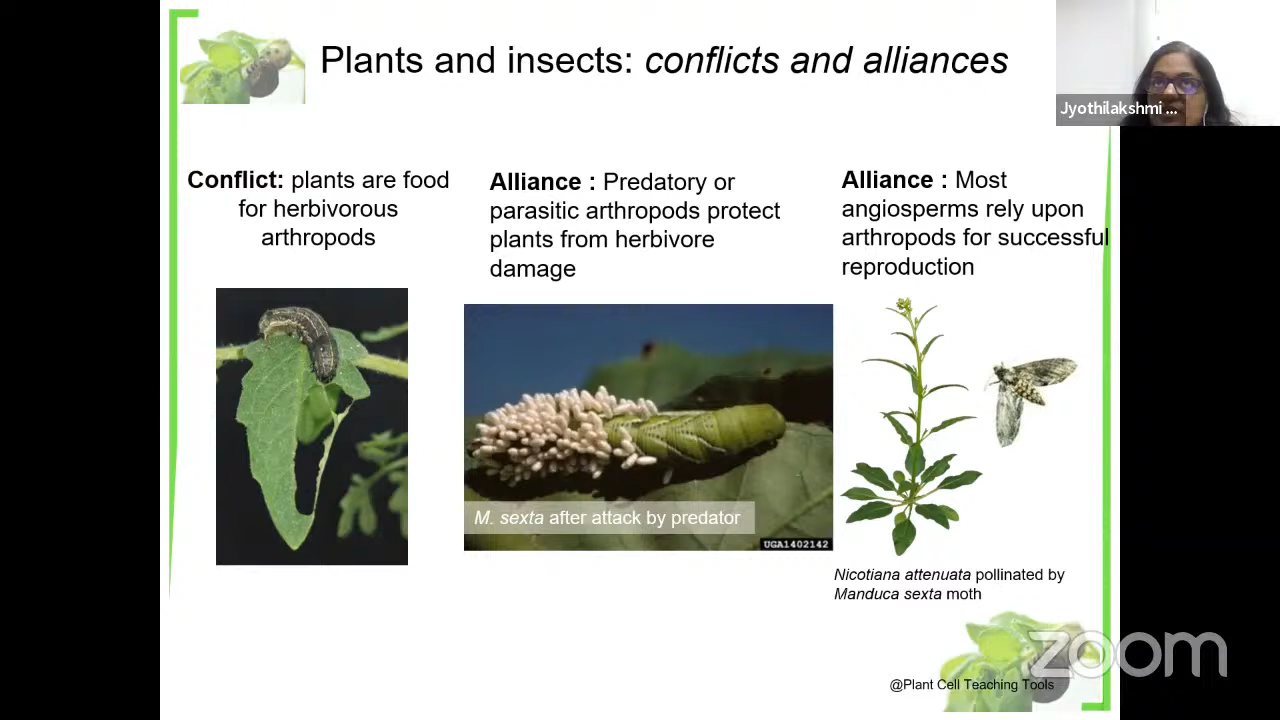 Plants and insects: conflicts and alliances
Jyothilakshmi ...
Conflict: plants are food
for herbivorous
arthropods
Alliance : Predatory or
parasitic arthropods protect
plants from herbivore
damage
Alliance : Most
angiosperms rely upon
arthropods for successful
reproduction
M. sexta after attack by predator
UGA1402142
Nicotiana attenuata pollinated by
Manduca sexta moth
zoom
@Plant Cell Teaching Tools